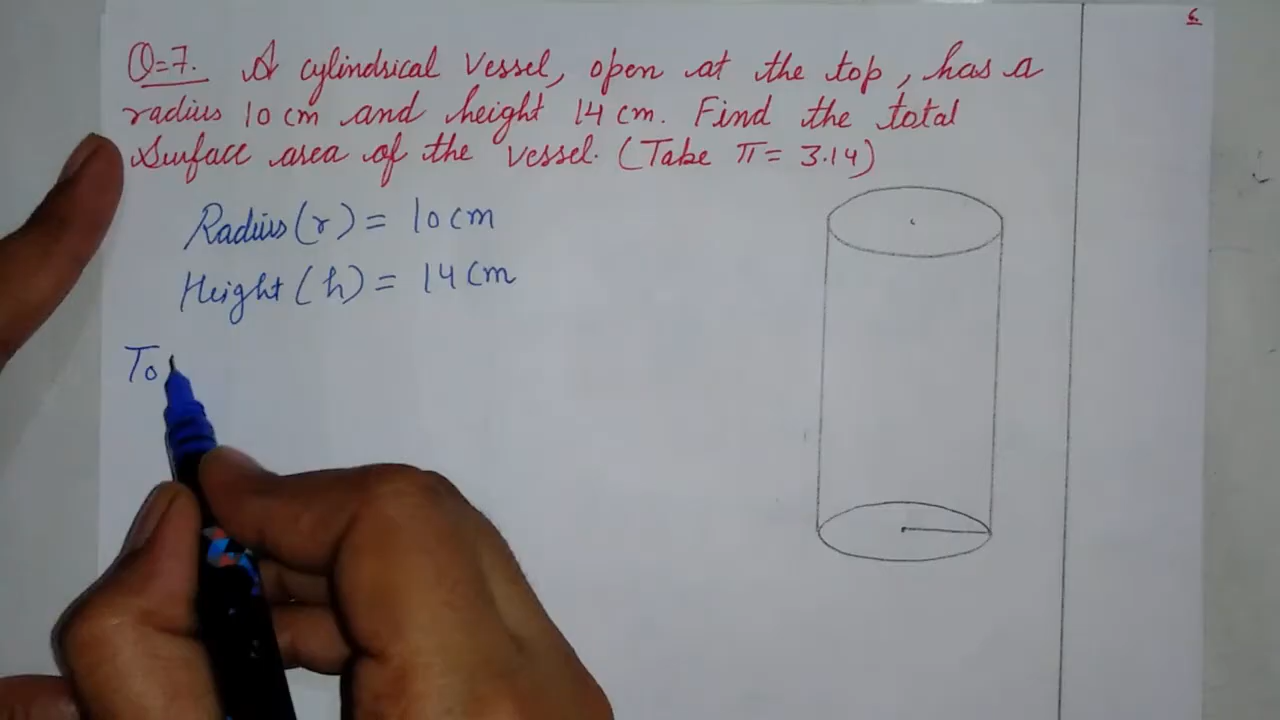 6.
Q=7. A cylindrical vessel, open at the top, has a
radius 10 cm and height 14 cm. Find the total
Surface area of the vessel. (Take π = 3.14)
Radius (r) = 10 cm
Height (h) = 14 cm
To